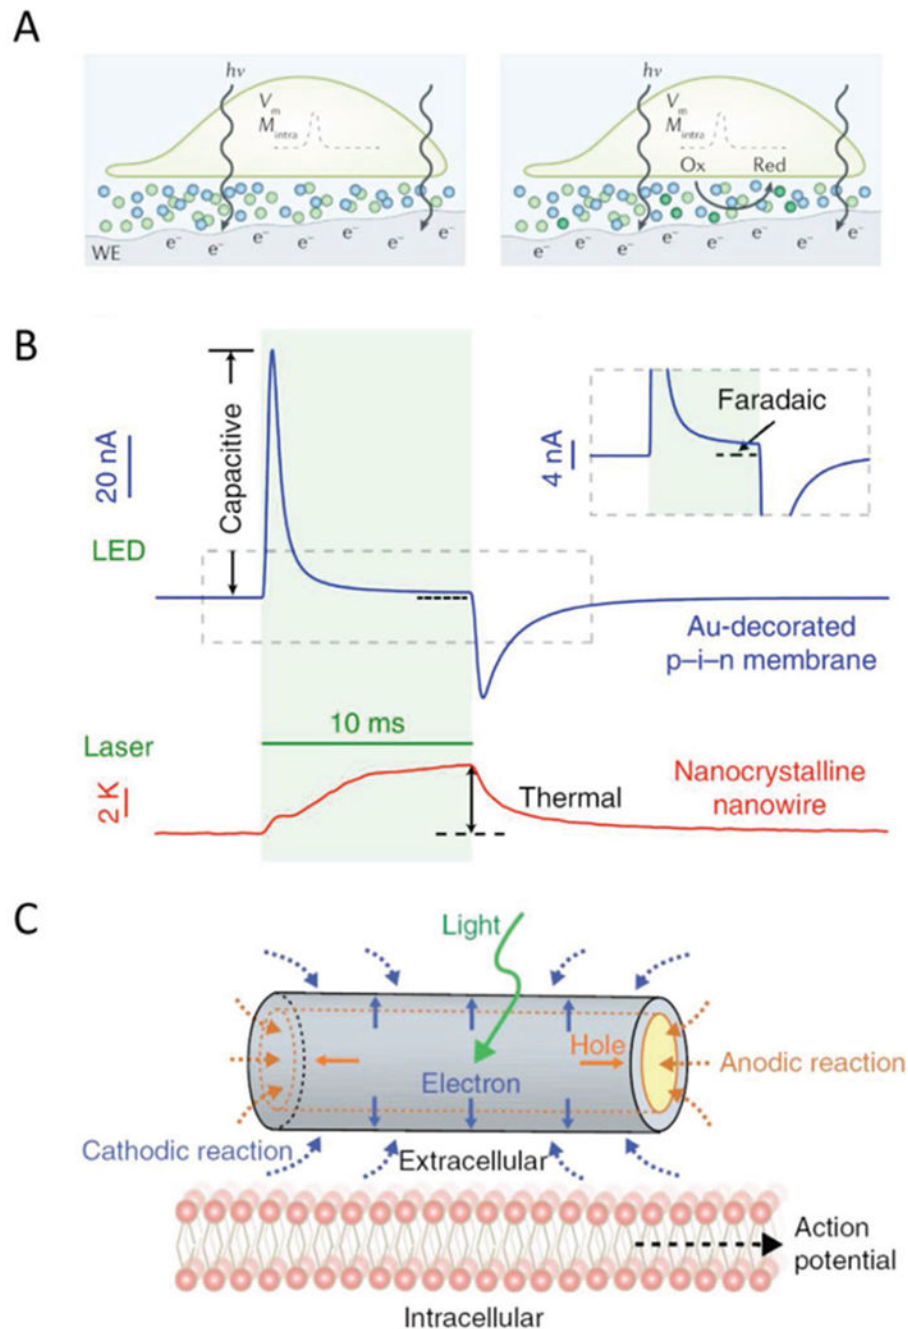 A
hν
V
m
M
intra
e⁻ e⁻ e⁻ e⁻ e⁻ e⁻ e⁻
WE
hν
V
m
M
intra
Ox Red
e⁻ e⁻ e⁻ e⁻ e⁻ e⁻ e⁻
B
20 nA
Capacitive
LED
4 nA
Faradaic
Au-decorated
p–i–n membrane
10 ms
Laser
2 K
Thermal
Nanocrystalline
nanowire
C
Light
Hole
Electron
Anodic reaction
Cathodic reaction
Extracellular
Action
potential
Intracellular